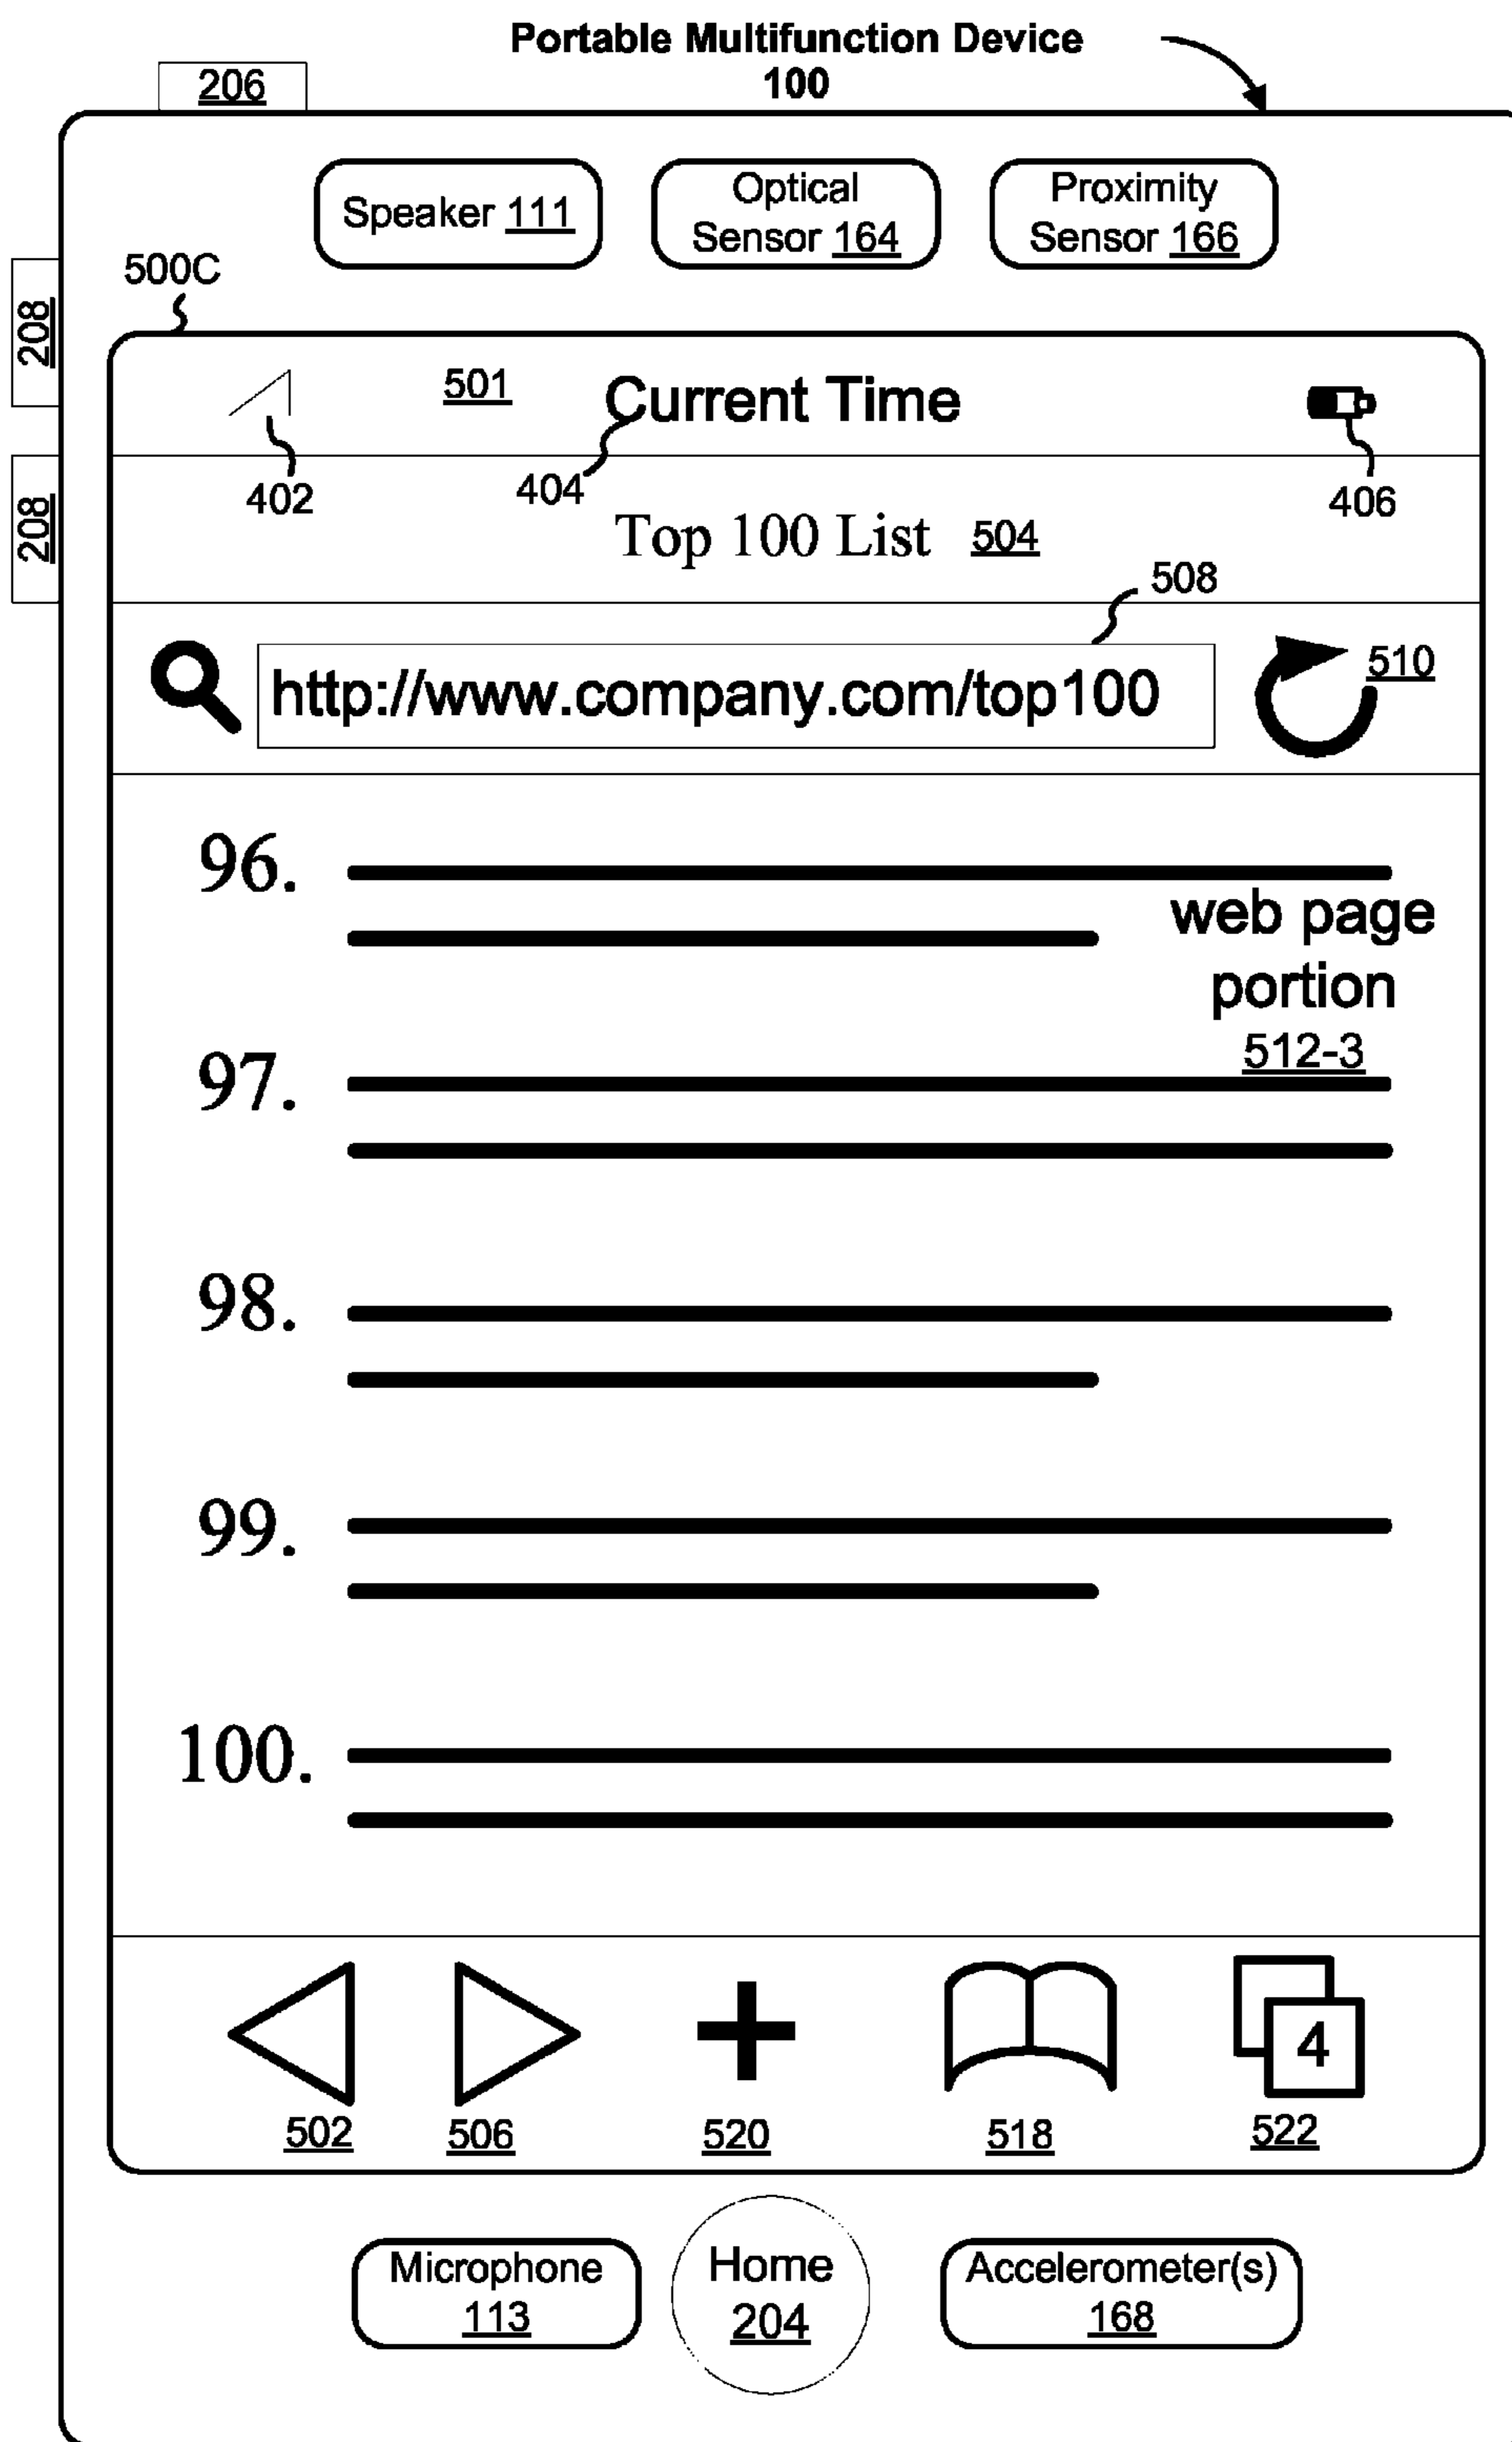 Portable Multifunction Device
100
206
Speaker 111
Optical
Sensor 164
Proximity
Sensor 166
208
500C
501
Current Time
402
404
406
208
Top 100 List 504
508
http://www.company.com/top100
510
96.
web page
portion
512-3
97.
98.
99.
100.
4
502
506
520
518
522
Microphone
113
Home
204
Accelerometer(s)
168